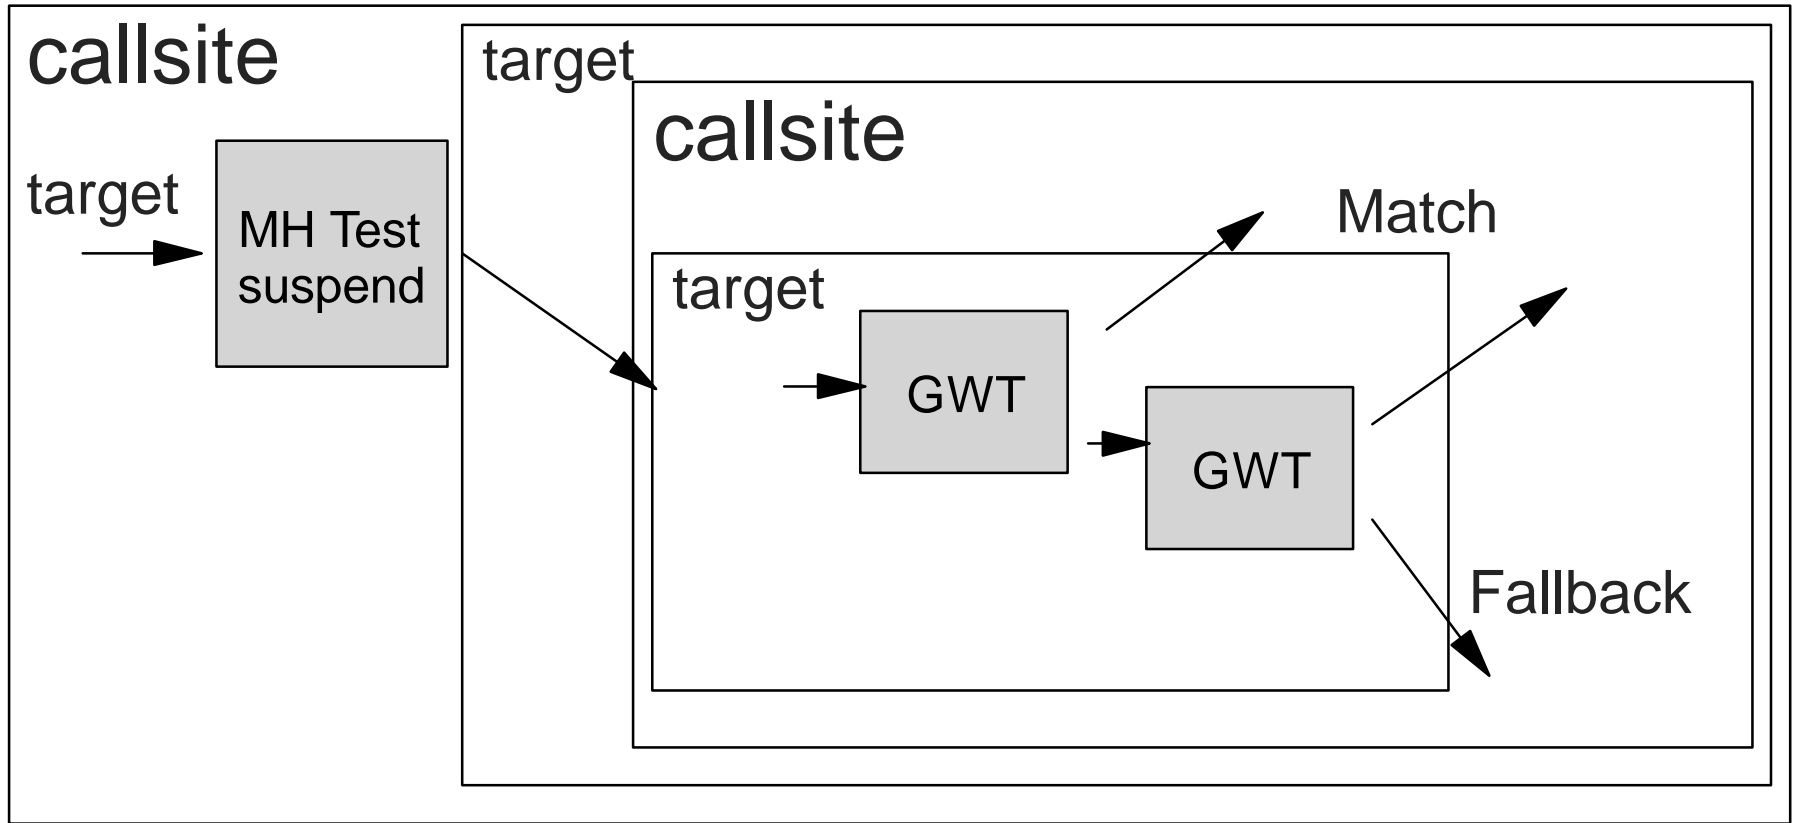 callsite
target
MH Test
suspend
target
callsite
target
GWT
GWT
Match
Fallback